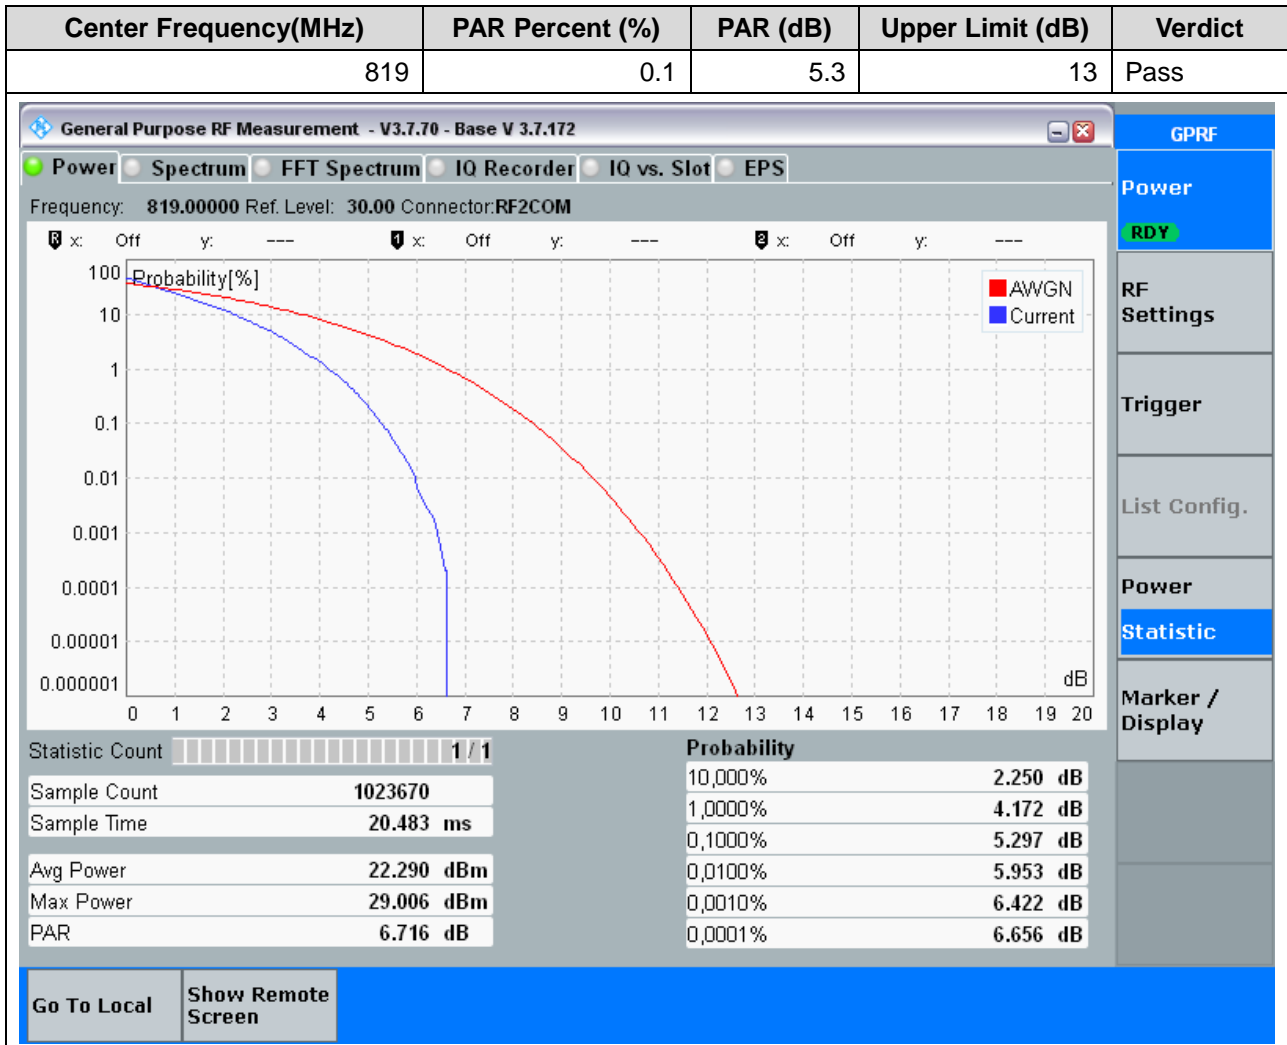 Center Frequency(MHz) PAR Percent (%) PAR (dB) Upper Limit (dB) Verdict
819 0.1 5.3 13 Pass
General Purpose RF Measurement - V3.7.70 - Base V 3.7.172
GPRF
Power Spectrum FFT Spectrum IQ Recorder IQ vs. Slot EPS
Frequency: 819.00000 Ref. Level: 30.00 Connector:RF2COM
R x: Off y: --- 1 x: Off y: --- 2 x: Off y: ---
Probability[%]
AWGN
Current
100
10
1
0.1
0.01
0.001
0.0001
0.00001
0.000001
dB
0 1 2 3 4 5 6 7 8 9 10 11 12 13 14 15 16 17 18 19 20
Statistic Count 1 / 1
Sample Count 1023670
Sample Time 20.483 ms
Avg Power 22.290 dBm
Max Power 29.006 dBm
PAR 6.716 dB
Probability
10,000% 2.250 dB
1,0000% 4.172 dB
0,1000% 5.297 dB
0,0100% 5.953 dB
0,0010% 6.422 dB
0,0001% 6.656 dB
Power
RDY
RF
Settings
Trigger
List Config.
Power
Statistic
Marker /
Display
Go To Local
Show Remote
Screen